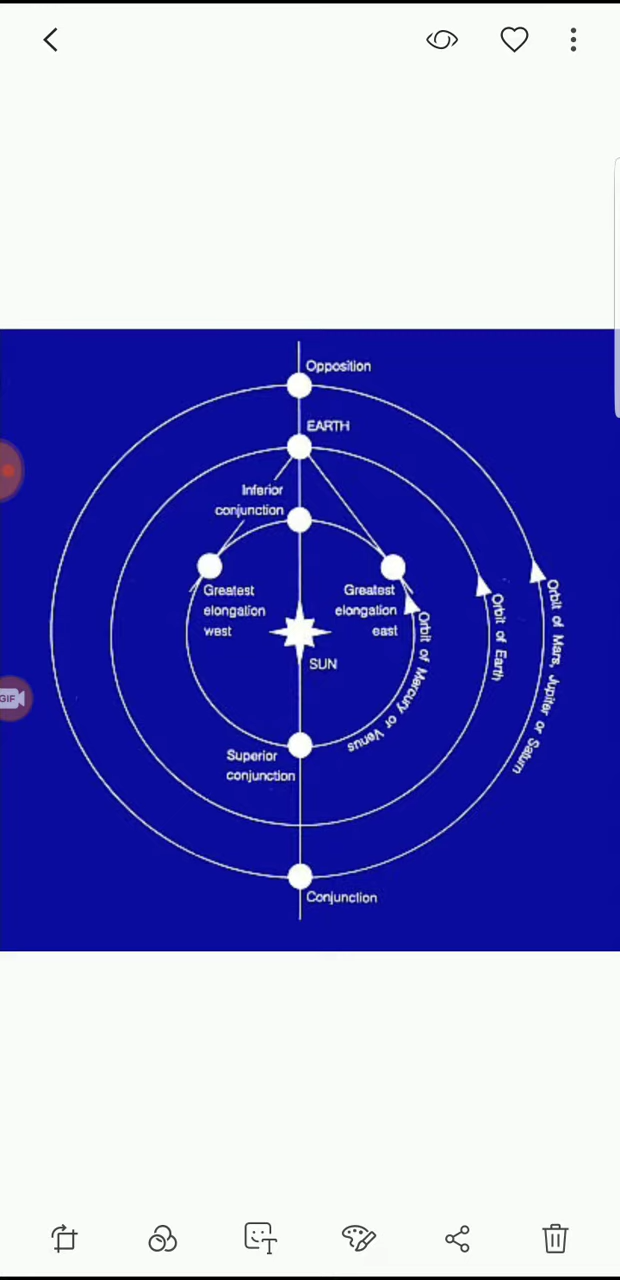 Opposition
EARTH
Inferior
conjunction
Greatest
elongation
west
Greatest
elongation
east
SUN
Orbit of Mercury or Venus
Orbit of Earth
Orbit of Mars, Jupiter or Saturn
Superior
conjunction
Conjunction
GIF
T